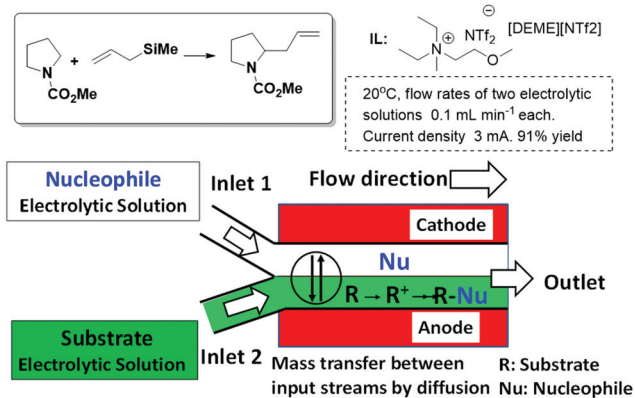 N
CO2Me
+
SiMe
N
CO2Me
IL:
N
+
O
−
NTf2
[DEME][NTf2]
20oC, flow rates of two electrolytic
solutions 0.1 mL min-1 each.
Current density 3 mA. 91% yield
Nucleophile
Electrolytic Solution
Inlet 1
Flow direction
Cathode
Nu
R → R+ → R-Nu
Anode
Outlet
Substrate
Electrolytic Solution
Inlet 2
Mass transfer between
input streams by diffusion
R: Substrate
Nu: Nucleophile